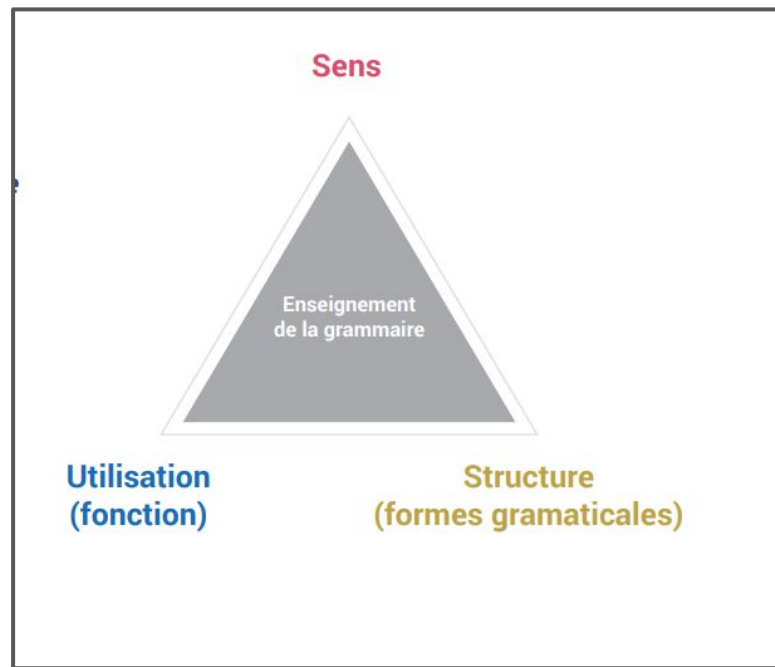 Sens
Enseignement
de la grammaire
Utilisation
(fonction)
Structure
(formes gramaticales)